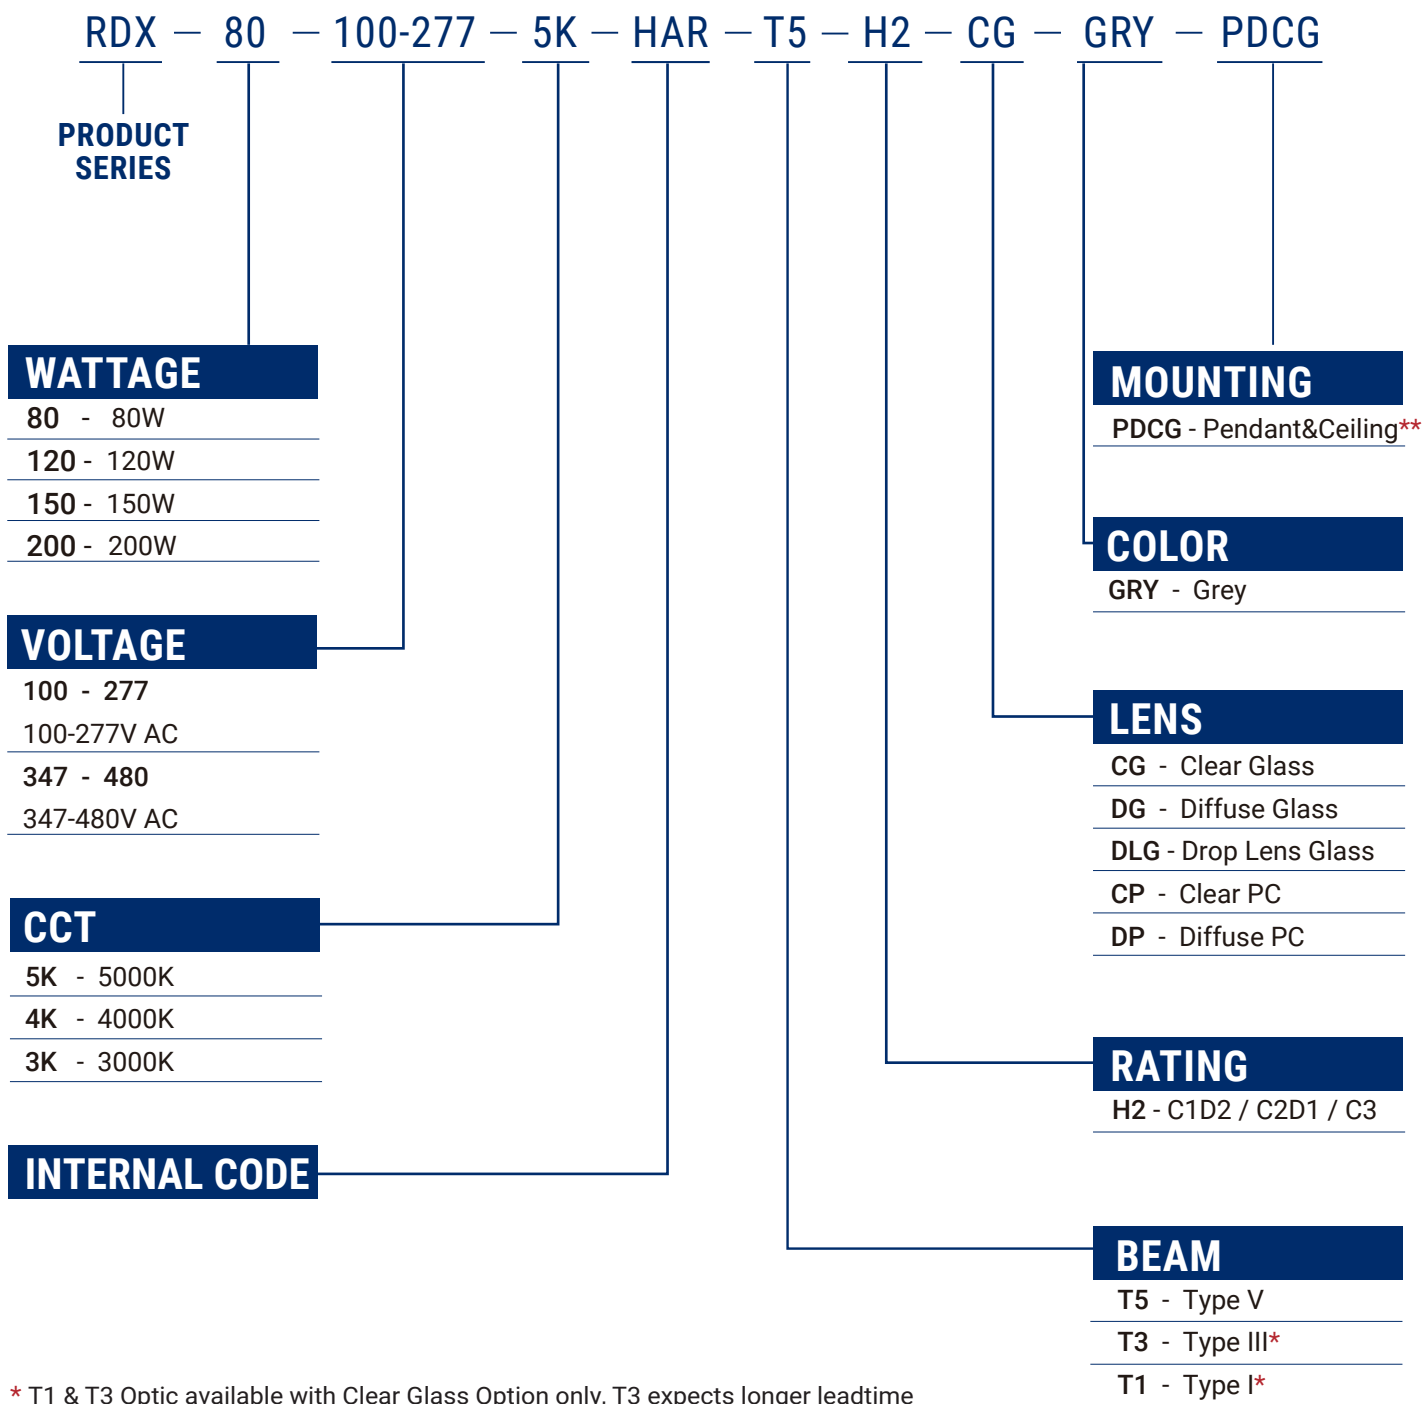 RDX — 80 — 100-277 — 5K — HAR — T5 — H2 — CG — GRY — PDCG
PRODUCT
SERIES
WATTAGE
80 - 80W
120 - 120W
150 - 150W
200 - 200W
VOLTAGE
100 - 277
100-277V AC
347 - 480
347-480V AC
CCT
5K - 5000K
4K - 4000K
3K - 3000K
INTERNAL CODE
MOUNTING
PDCG - Pendant&Ceiling**
COLOR
GRY - Grey
LENS
CG - Clear Glass
DG - Diffuse Glass
DLG - Drop Lens Glass
CP - Clear PC
DP - Diffuse PC
RATING
H2 - C1D2 / C2D1 / C3
BEAM
T5 - Type V
T3 - Type III*
T1 - Type I*
* T1 & T3 Optic available with Clear Glass Option only. T3 expects longer leadtime